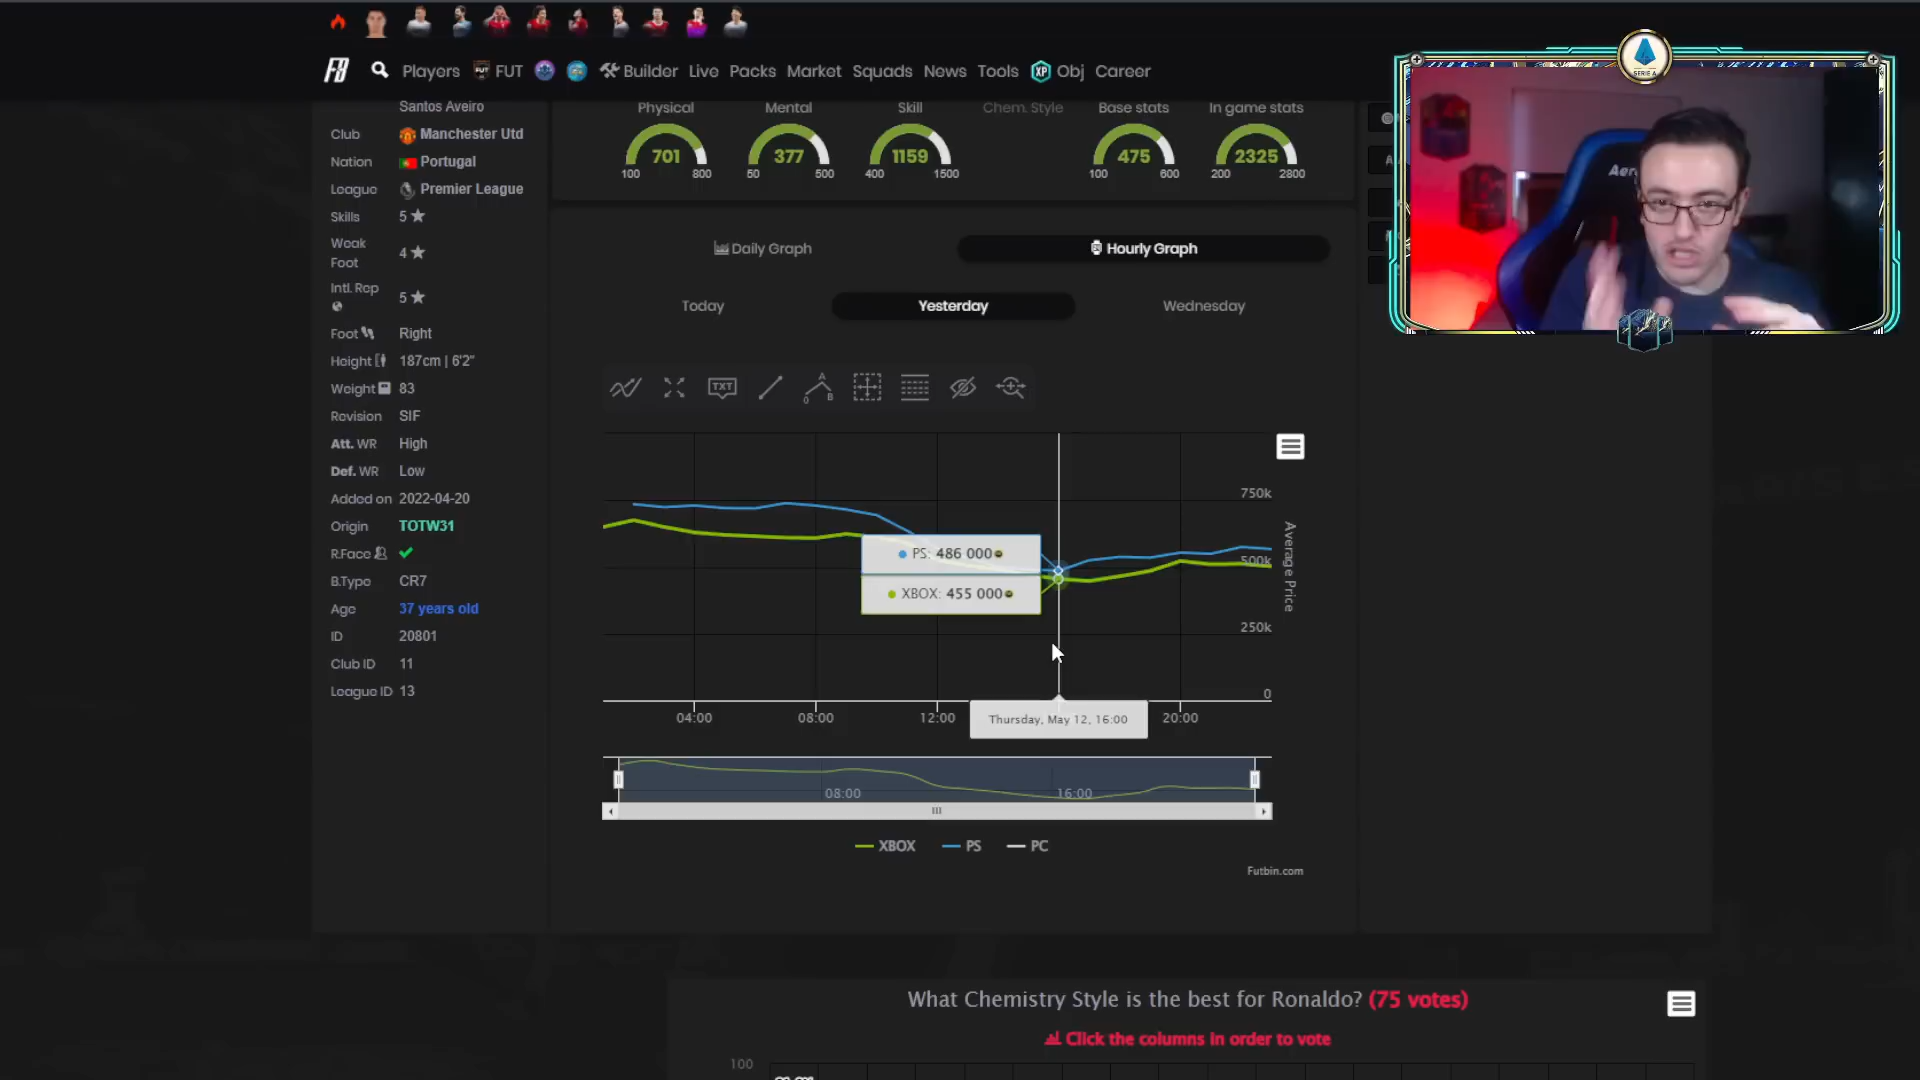 Players FUT Builder Live Packs Market Squads News Tools XP Obj Career
SERIE A
Santos Aveiro
Club Manchester Utd
Nation Portugal
League Premier League
Skills 5
Weak Foot 4
Intl. Rep 5
Foot Right
Height 187cm | 6'2"
Weight 83
Revision SIF
Att. WR High
Def. WR Low
Added on 2022-04-20
Origin TOTW31
R.Face
B.Type CR7
Age 37 years old
ID 20801
Club ID 11
League ID 13
Physical Mental Skill Chem. Style Base stats In game stats
701 377 1159 475 2325
100 800 50 500 400 1500 100 600 200 2800
Daily Graph Hourly Graph
Today Yesterday Wednesday
TXT
A
0 B
750k
500k
250k
0
Average Price
PS: 486 000
XBOX: 455 000
04:00 08:00 12:00 20:00
Thursday, May 12, 16:00
08:00 16:00
XBOX PS PC
Futbin.com
What Chemistry Style is the best for Ronaldo? (75 votes)
Click the columns in order to vote
100